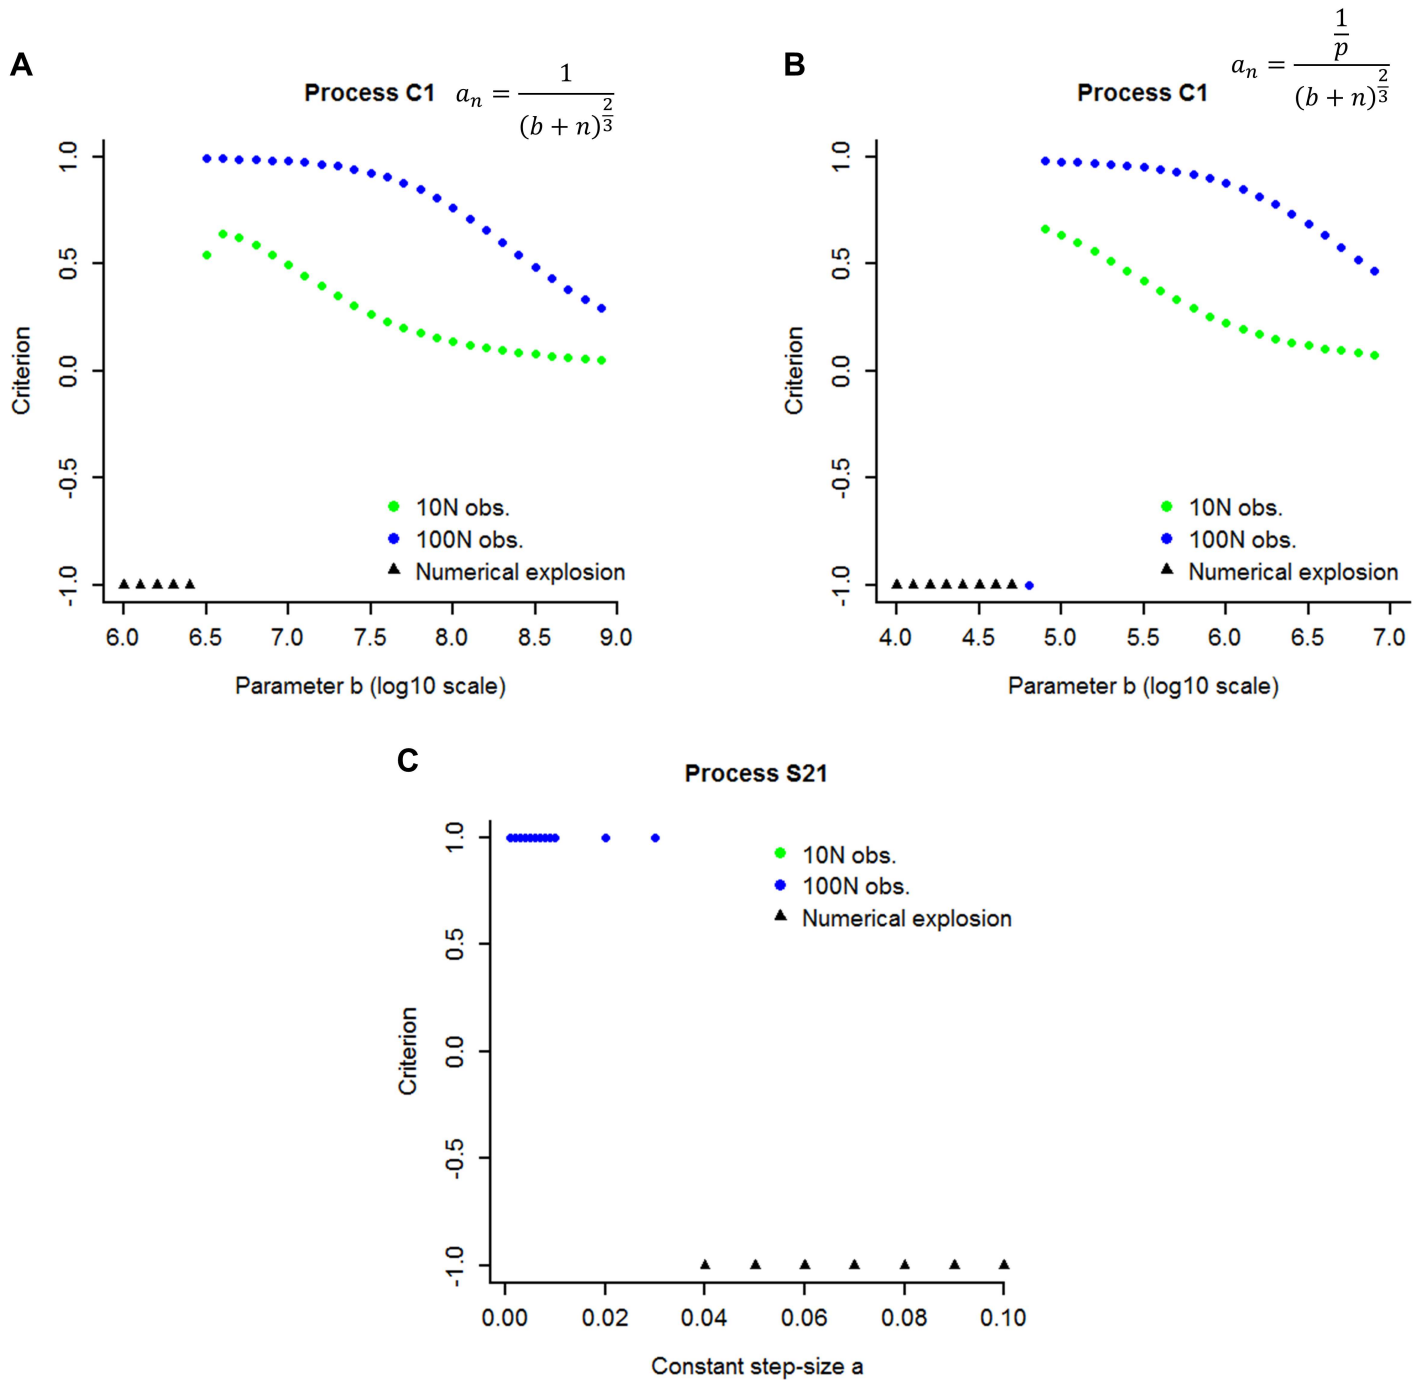 A
Process C1
a_n = \frac{1}{(b + n)^{\frac{2}{3}}}
1.0
0.5
0.0
-0.5
-1.0
Criterion
10N obs.
100N obs.
Numerical explosion
6.0 6.5 7.0 7.5 8.0 8.5 9.0
Parameter b (log10 scale)
B
Process C1
a_n = \frac{\frac{1}{p}}{(b + n)^{\frac{2}{3}}}
1.0
0.5
0.0
-0.5
-1.0
Criterion
10N obs.
100N obs.
Numerical explosion
4.0 4.5 5.0 5.5 6.0 6.5 7.0
Parameter b (log10 scale)
C
Process S21
1.0
0.5
0.0
-0.5
-1.0
Criterion
10N obs.
100N obs.
Numerical explosion
0.00 0.02 0.04 0.06 0.08 0.10
Constant step-size a